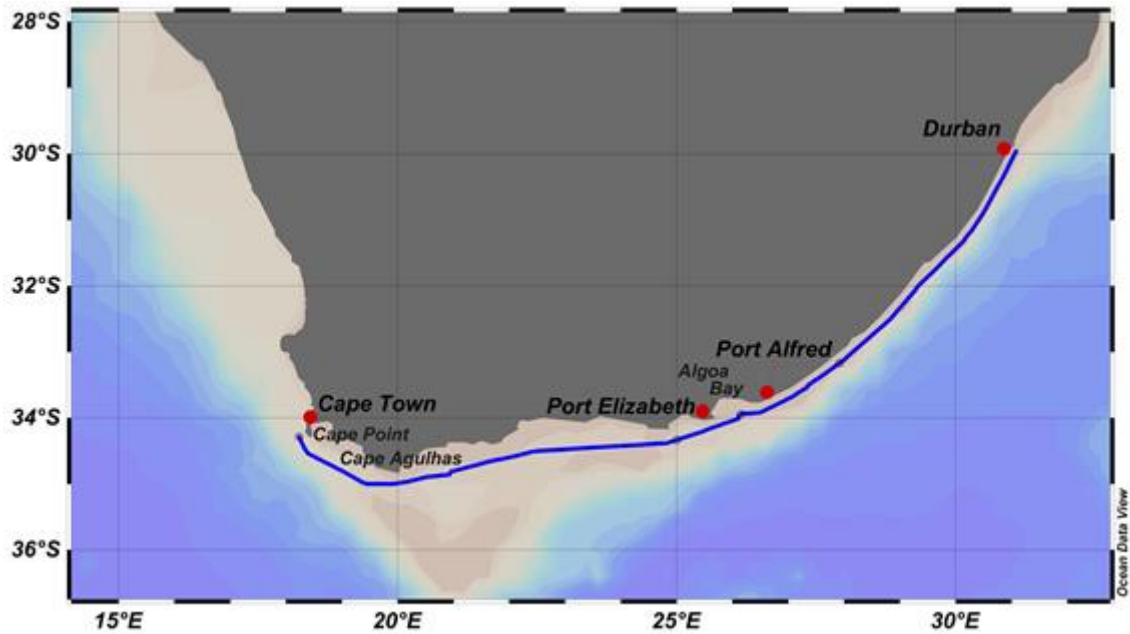 28°S
Durban
30°S
32°S
Port Alfred
Algoa
Bay
Port Elizabeth
34°S
Cape Town
Cape Point
Cape Agulhas
36°S
15°E
20°E
25°E
30°E
Ocean Data View